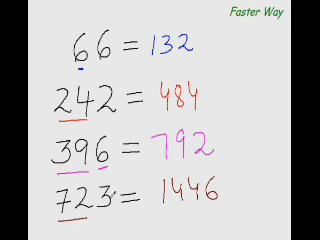 Faster Way
66 = 132
242 = 484
396 = 792
723 = 1446